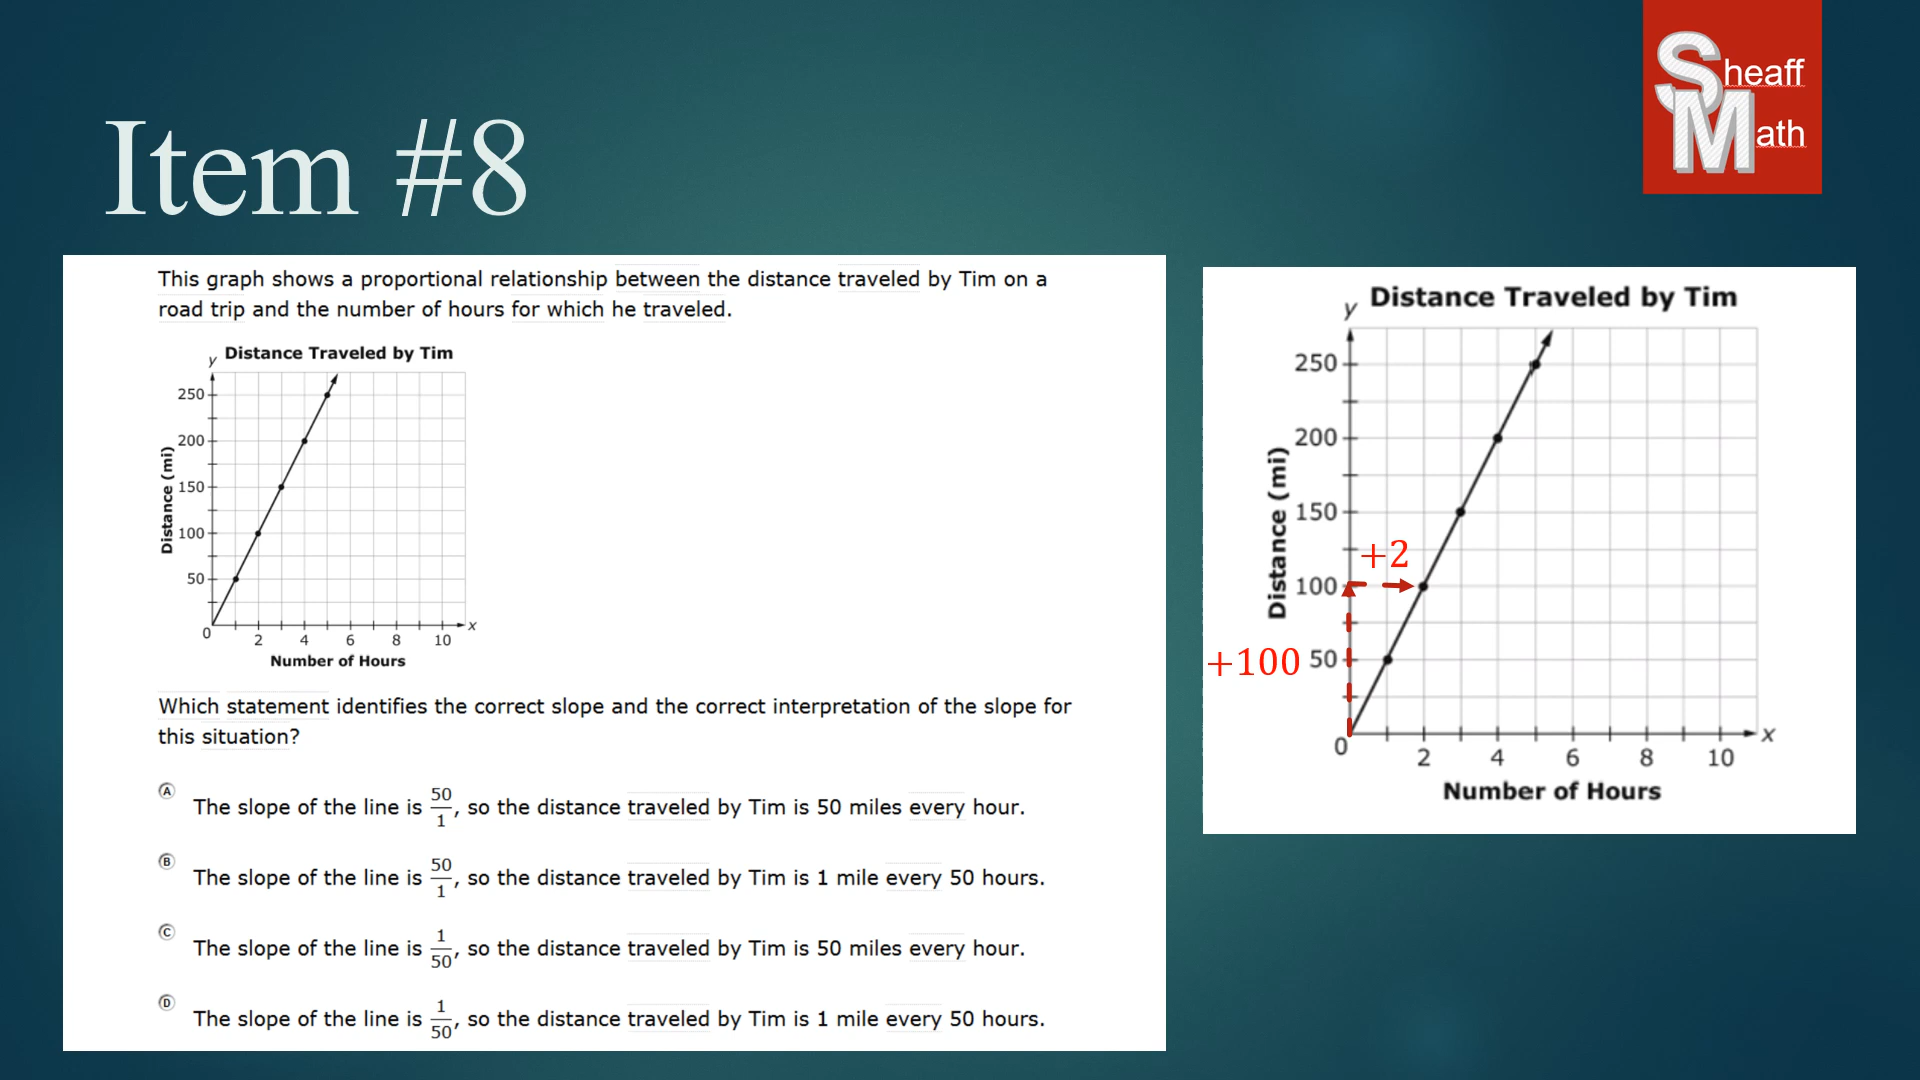 Sheaff
Math
Item #8
This graph shows a proportional relationship between the distance traveled by Tim on a
road trip and the number of hours for which he traveled.
y Distance Traveled by Tim
250
200
150
100
50
0
2 4 6 8 10
x
Distance (mi)
Number of Hours
Which statement identifies the correct slope and the correct interpretation of the slope for
this situation?
A The slope of the line is 50/1, so the distance traveled by Tim is 50 miles every hour.
B The slope of the line is 50/1, so the distance traveled by Tim is 1 mile every 50 hours.
C The slope of the line is 1/50, so the distance traveled by Tim is 50 miles every hour.
D The slope of the line is 1/50, so the distance traveled by Tim is 1 mile every 50 hours.
y Distance Traveled by Tim
250
200
150
+2
100
+100 50
0
2 4 6 8 10
x
Distance (mi)
Number of Hours